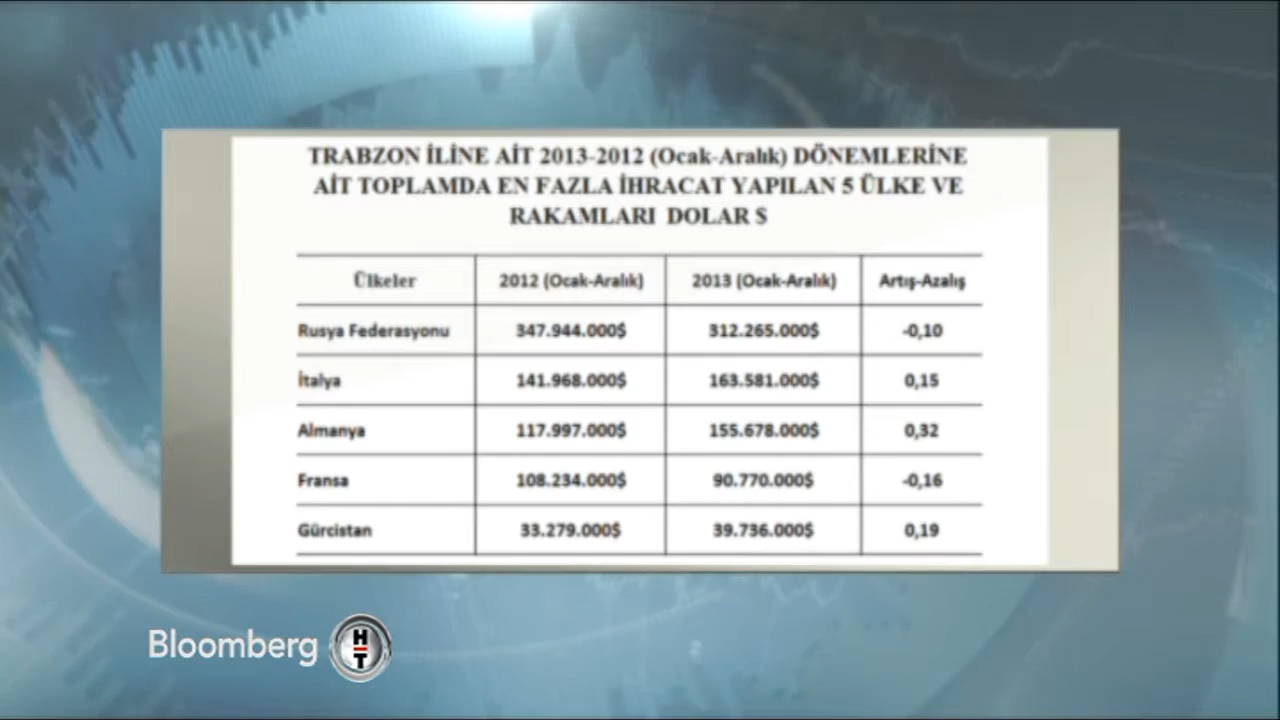 TRABZON İLİNE AİT 2013-2012 (Ocak-Aralık) DÖNEMLERİNE
AİT TOPLAMDA EN FAZLA İHRACAT YAPILAN 5 ÜLKE VE
RAKAMLARI DOLAR $
Ülkeler 2012 (Ocak-Aralık) 2013 (Ocak-Aralık) Artış-Azalış
Rusya Federasyonu 347.944.000$ 312.265.000$ -0,10
İtalya 141.968.000$ 163.581.000$ 0,15
Almanya 117.997.000$ 155.678.000$ 0,32
Fransa 108.234.000$ 90.770.000$ -0,16
Gürcistan 33.279.000$ 39.736.000$ 0,19
Bloomberg HT